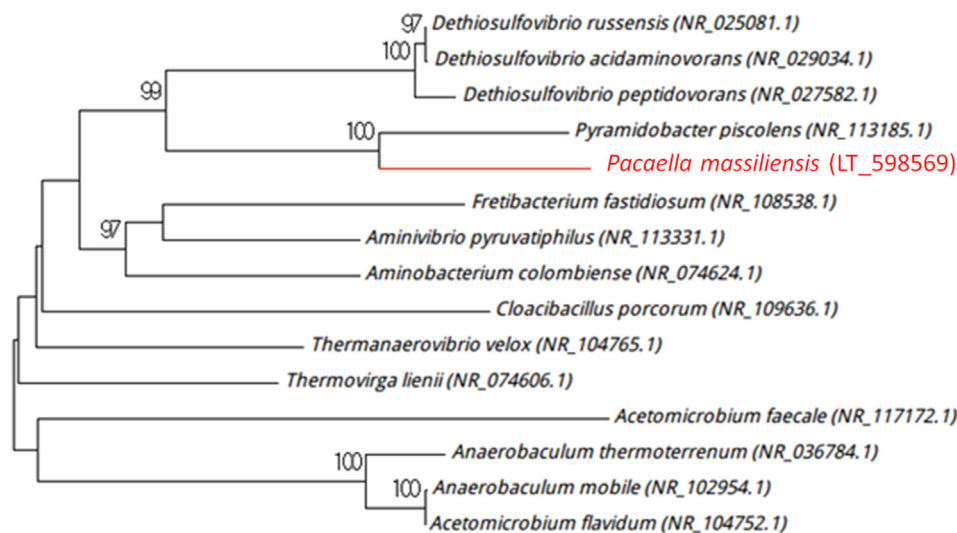 97
Dethiosulfovibrio russensis (NR_025081.1)
100
Dethiosulfovibrio acidaminovorans (NR_029034.1)
99
Dethiosulfovibrio peptidovorans (NR_027582.1)
100
Pyramidobacter piscolens (NR_113185.1)
Pacaella massiliensis (LT_598569)
Fretibacterium fastidiosum (NR_108538.1)
97
Aminivibrio pyruvatiphilus (NR_113331.1)
Aminobacterium colombiense (NR_074624.1)
Cloacibacillus porcorum (NR_109636.1)
Thermanaerovibrio velox (NR_104765.1)
Thermovirga lienii (NR_074606.1)
Acetomicrobium faecale (NR_117172.1)
100
Anaerobaculum thermoterrenum (NR_036784.1)
100
Anaerobaculum mobile (NR_102954.1)
Acetomicrobium flavidum (NR_104752.1)